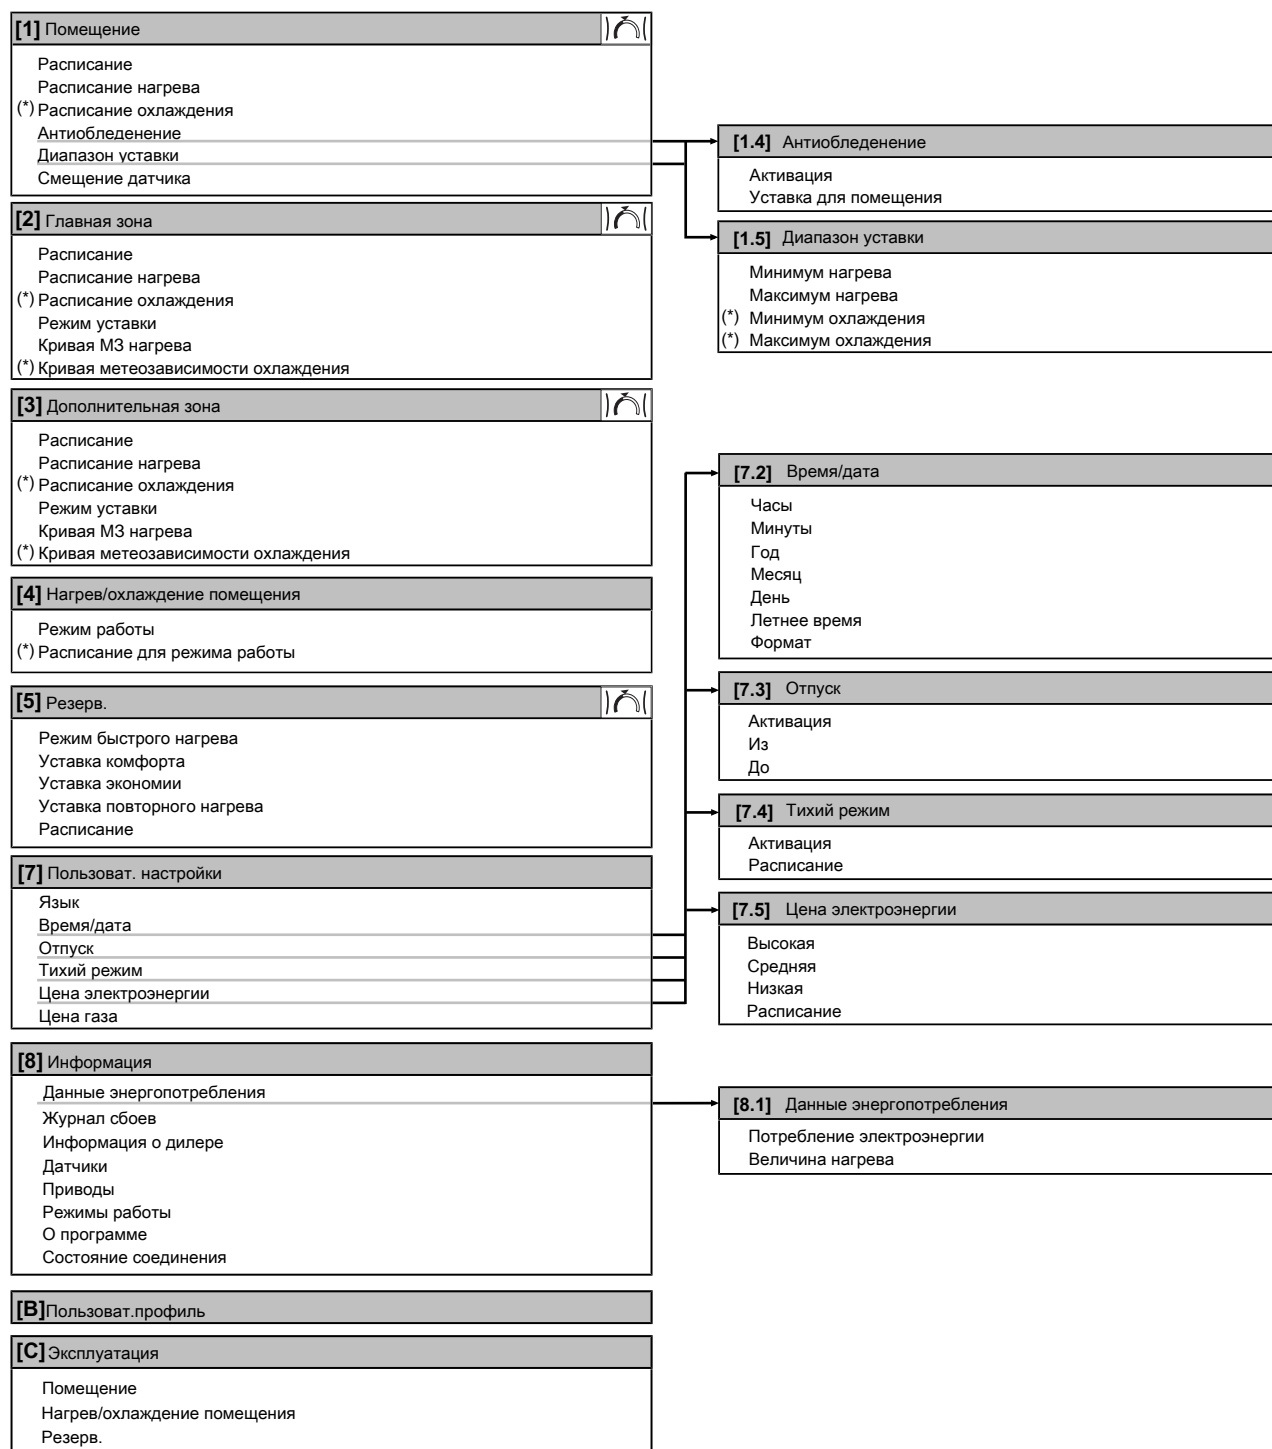 [1] Помещение
Расписание
Расписание нагрева
(*) Расписание охлаждения
Антиобледенение
Диапазон уставки
Смещение датчика
[2] Главная зона
Расписание
Расписание нагрева
(*) Расписание охлаждения
Режим уставки
Кривая МЗ нагрева
(*) Кривая метеозависимости охлаждения
[3] Дополнительная зона
Расписание
Расписание нагрева
(*) Расписание охлаждения
Режим уставки
Кривая МЗ нагрева
(*) Кривая метеозависимости охлаждения
[4] Нагрев/охлаждение помещения
Режим работы
(*) Расписание для режима работы
[5] Резерв.
Режим быстрого нагрева
Уставка комфорта
Уставка экономии
Уставка повторного нагрева
Расписание
[7] Пользоват. настройки
Язык
Время/дата
Отпуск
Тихий режим
Цена электроэнергии
Цена газа
[8] Информация
Данные энергопотребления
Журнал сбоев
Информация о дилере
Датчики
Приводы
Режимы работы
О программе
Состояние соединения
[B] Пользоват.профиль
[C] Эксплуатация
Помещение
Нагрев/охлаждение помещения
Резерв.
[1.4] Антиобледенение
Активация
Уставка для помещения
[1.5] Диапазон уставки
Минимум нагрева
Максимум нагрева
(*) Минимум охлаждения
(*) Максимум охлаждения
[7.2] Время/дата
Часы
Минуты
Год
Месяц
День
Летнее время
Формат
[7.3] Отпуск
Активация
Из
До
[7.4] Тихий режим
Активация
Расписание
[7.5] Цена электроэнергии
Высокая
Средняя
Низкая
Расписание
[8.1] Данные энергопотребления
Потребление электроэнергии
Величина нагрева